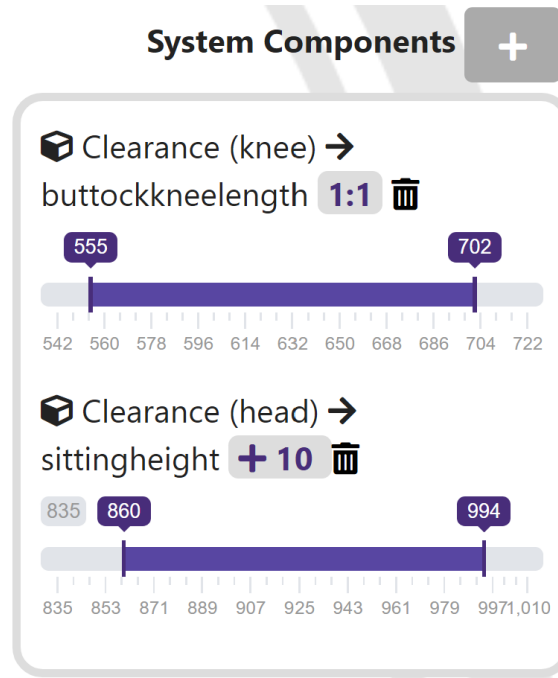 System Components +
Clearance (knee) →
buttockkneelength 1:1
555 702
542 560 578 596 614 632 650 668 686 704 722
Clearance (head) →
sittingheight + 10
835 860 994
835 853 871 889 907 925 943 961 979 9971,010